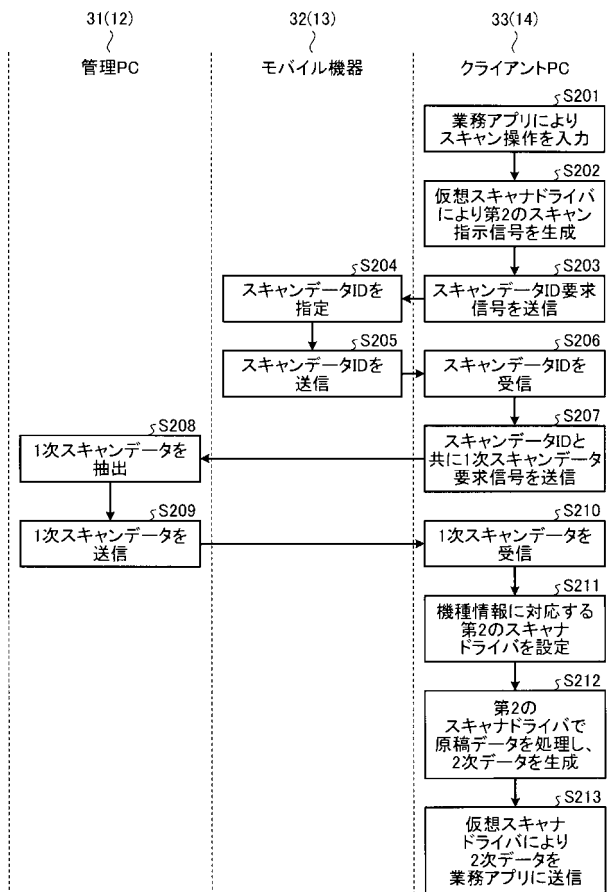 31(12)
32(13)
33(14)
管理PC
モバイル機器
クライアントPC
S201
業務アプリにより
スキャン操作を入力
S202
仮想スキャナドライバ
により第2のスキャン
指示信号を生成
S204
スキャンデータIDを
指定
S203
スキャンデータID要求
信号を送信
S205
スキャンデータIDを
送信
S206
スキャンデータIDを
受信
S208
1次スキャンデータを
抽出
S207
スキャンデータIDと
共に1次スキャンデータ
要求信号を送信
S209
1次スキャンデータを
送信
S210
1次スキャンデータを
受信
S211
機種情報に対応する
第2のスキャナ
ドライバを設定
S212
第2の
スキャナドライバで
原稿データを処理し、
2次データを生成
S213
仮想スキャナ
ドライバにより
2次データを
業務アプリに送信